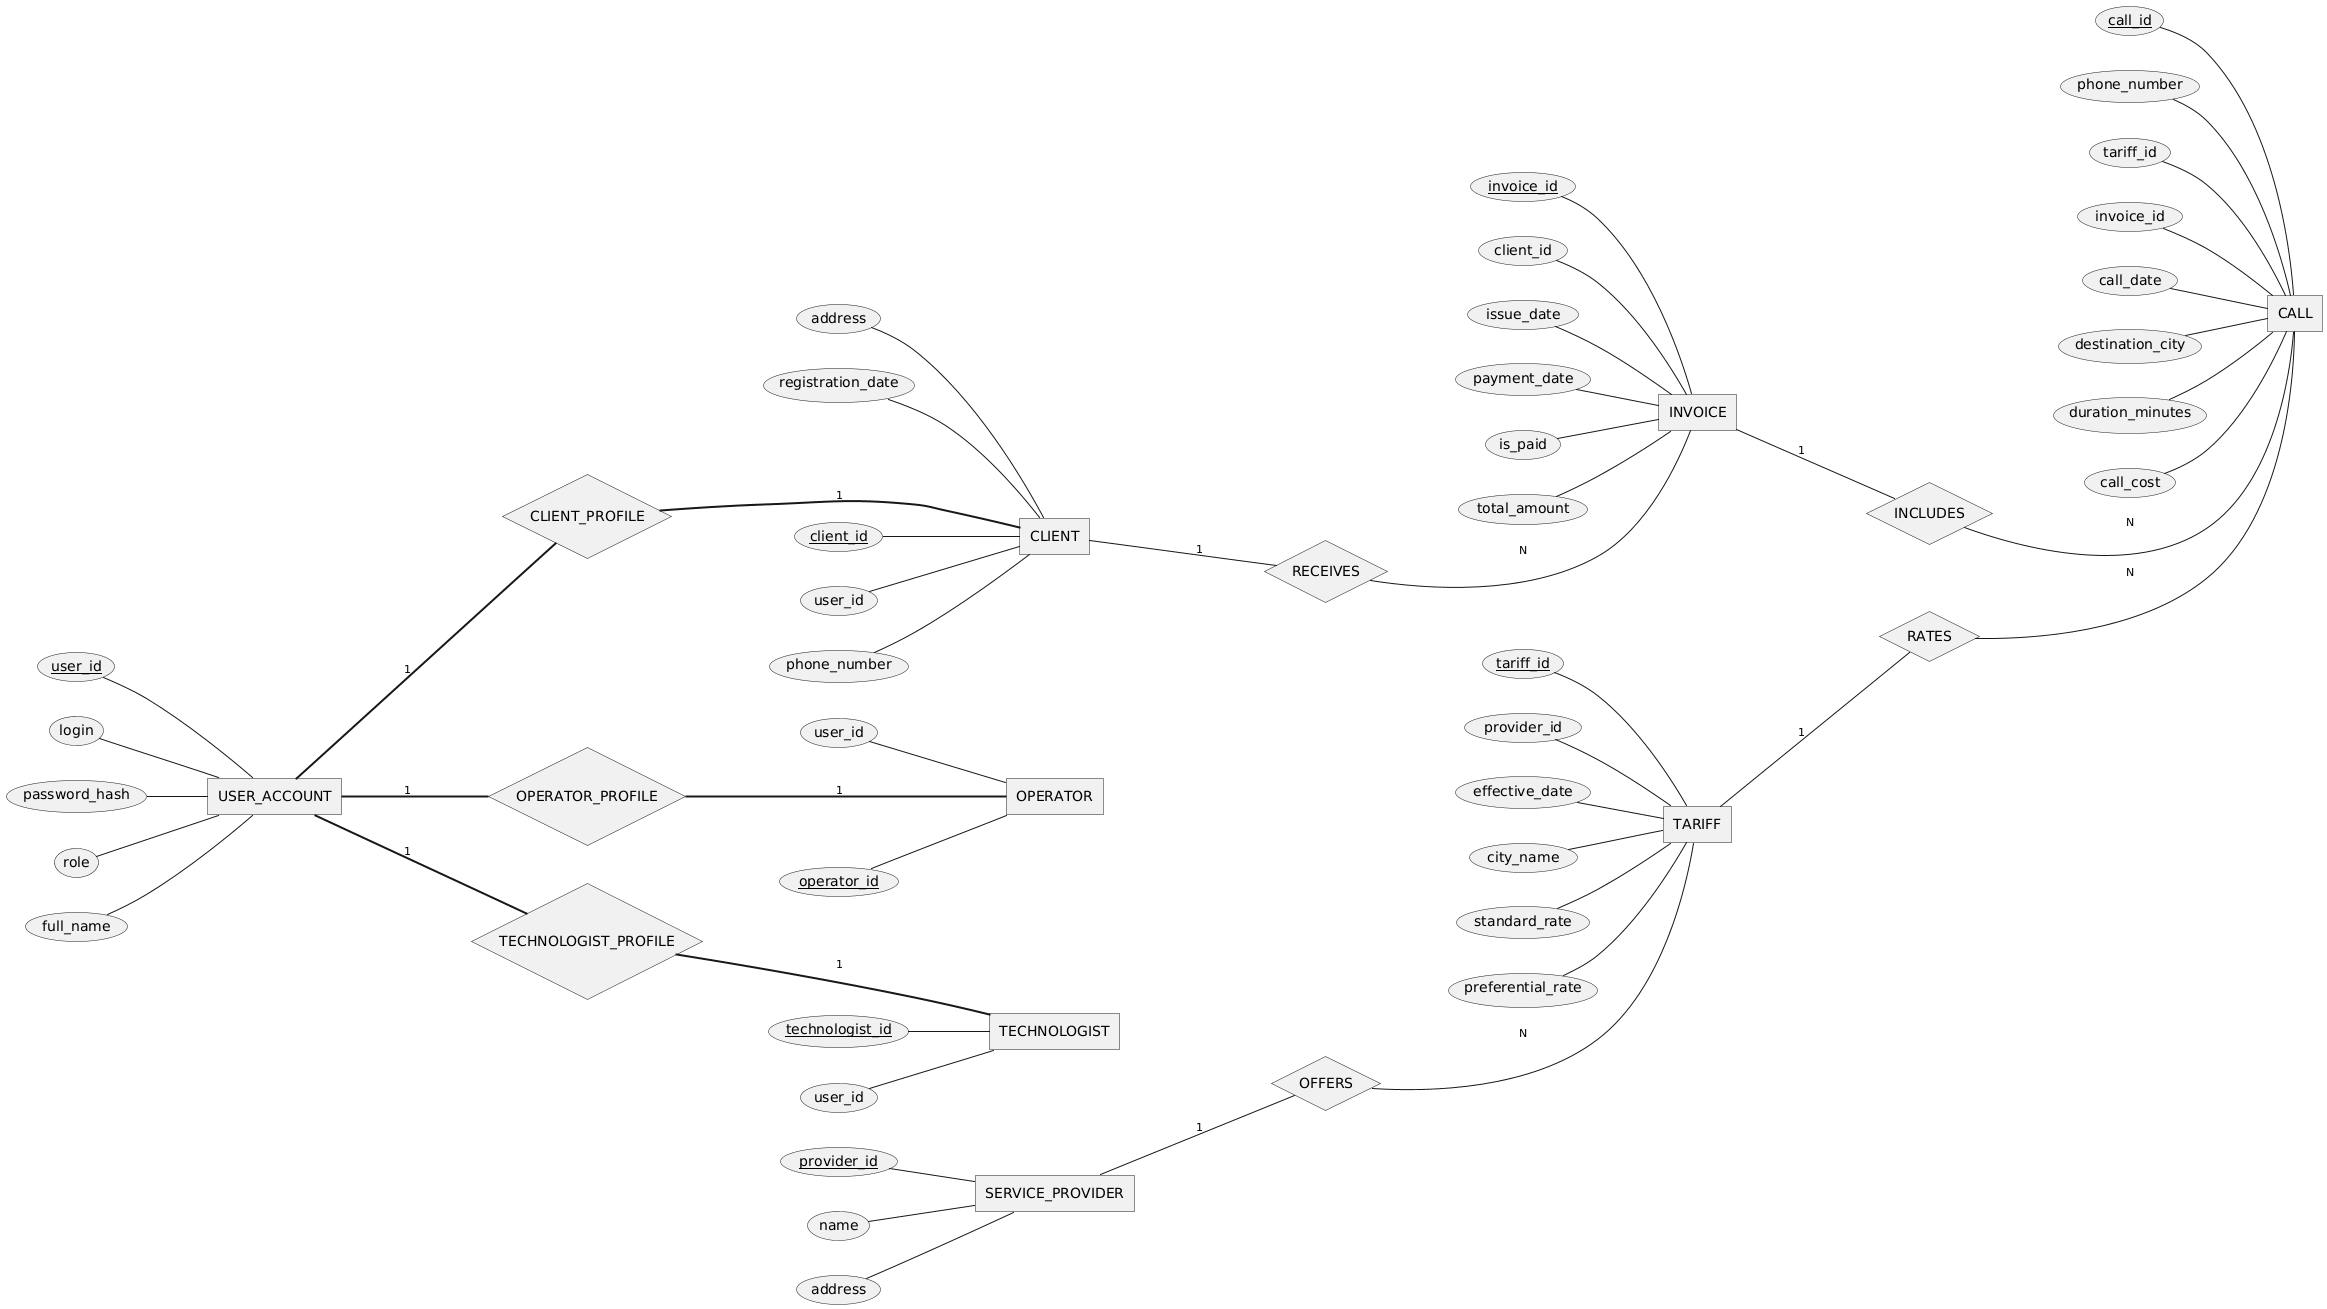 user_id
login
password_hash
role
full_name
USER_ACCOUNT
1
1
1
CLIENT_PROFILE
OPERATOR_PROFILE
TECHNOLOGIST_PROFILE
address
registration_date
1
client_id
user_id
phone_number
CLIENT
user_id
1
operator_id
OPERATOR
1
technologist_id
user_id
TECHNOLOGIST
provider_id
name
address
SERVICE_PROVIDER
1
RECEIVES
1
OFFERS
invoice_id
client_id
issue_date
payment_date
is_paid
total_amount
N
INVOICE
tariff_id
provider_id
effective_date
city_name
standard_rate
preferential_rate
N
TARIFF
1
INCLUDES
1
RATES
call_id
phone_number
tariff_id
invoice_id
call_date
destination_city
duration_minutes
call_cost
N
N
CALL